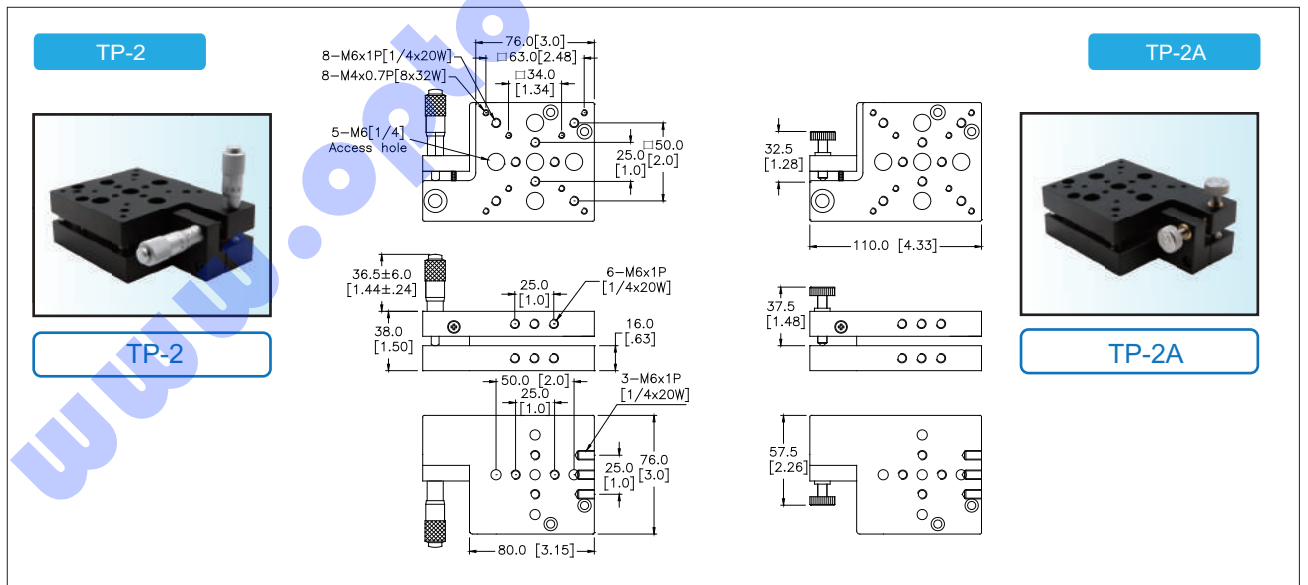 TP-2
TP-2A
76.0[3.0]
8-M6x1P[1/4x20W]
□63.0[2.48]
8-M4x0.7P[8x32W]
□34.0
[1.34]
5-M6[1/4]
Access hole
25.0
[1.0]
□50.0
[2.0]
32.5
[1.28]
110.0 [4.33]
36.5±6.0
[1.44±.24]
25.0
[1.0]
6-M6x1P
[1/4x20W]
38.0
[1.50]
16.0
[.63]
37.5
[1.48]
TP-2
TP-2A
50.0 [2.0]
25.0
[1.0]
3-M6x1P
[1/4x20W]
25.0
[1.0]
76.0
[3.0]
57.5
[2.26]
80.0 [3.15]
www.opto